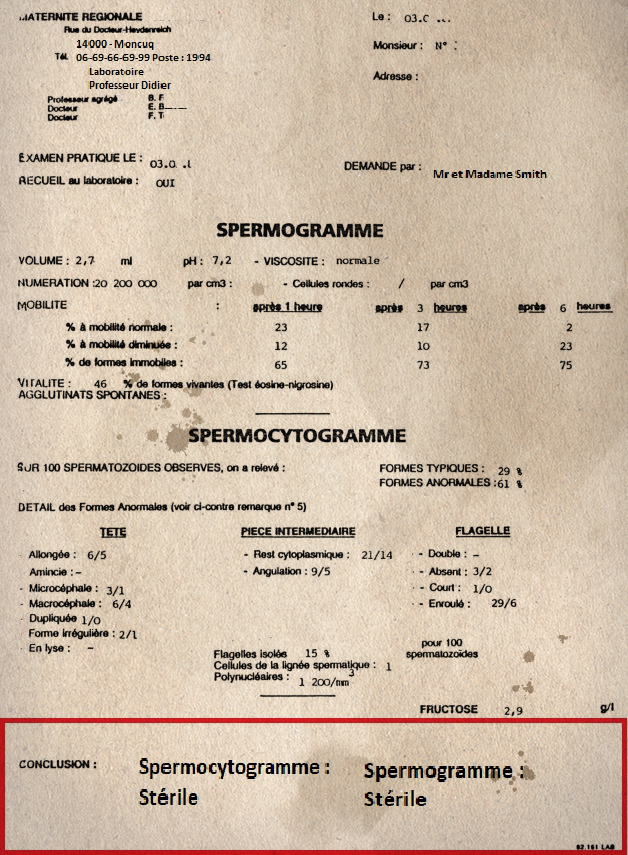 MATERNITE REGIONALE
Rue du Docteur-Heydenreich
14000 - Moncuq
Tél. 06-69-66-69-99 Poste : 1994
Laboratoire
Professeur Didier
Professeur agrégé B. F
Docteur E. B
Docteur F. T
Le : 03.
Monsieur : N° :
Adresse :
EXAMEN PRATIQUE LE : 03.0
RECUEIL au laboratoire : OUI
DEMANDE par : Mr et Madame Smith
SPERMOGRAMME
VOLUME : 2,7 ml pH : 7,2 - VISCOSITE : normale
NUMERATION :20 200 000 par cm3 : - Cellules rondes : / par cm3
MOBILITE : après 1 heure après 3 heures après 6 heures
% à mobilité normale : 23 17 2
% à mobilité diminuée : 12 10 23
% de formes immobiles : 65 73 75
VITALITE : 46 % de formes vivantes (Test éosine-nigrosine)
AGGLUTINATS SPONTANES :
SPERMOCYTOGRAMME
SUR 100 SPERMATOZOIDES OBSERVES, on a relevé :
FORMES TYPIQUES : 29 %
FORMES ANORMALES :61 %
DETAIL des Formes Anormales (voir ci-contre remarque n° 5)
TETE
Allongée : 6/5
Amincie : -
- Microcéphale : 3/1
- Macrocéphale : 6/4
- Dupliquée 1/0
Forme irrégulière : 2/1
- En lyse : -
PIECE INTERMEDIAIRE
- Rest cytoplasmique : 21/14
- Angulation : 9/5
FLAGELLE
- Double : -
- Absent : 3/2
- Court : 1/0
- Enroulé : 29/6
Flagelles isolés 15 %
Cellules de la lignée spermatique : 1
Polynucléaires : 1 200/mm3
pour 100
spermatozoïdes
FRUCTOSE 2,9 g/l
CONCLUSION :
Spermocytogramme :
Stérile
Spermogramme :
Stérile
82.161 LAB